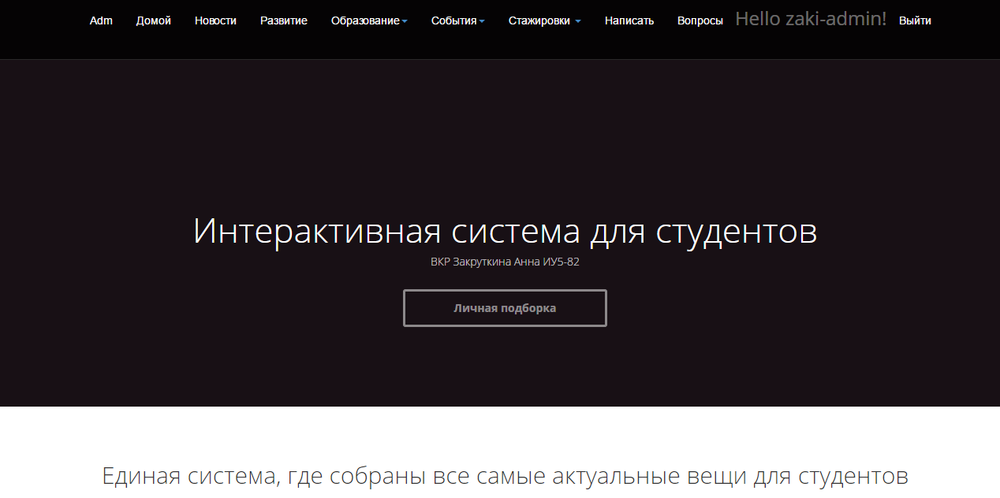 Adm Домой Новости Развитие Образование События Стажировки Написать Вопросы Hello zaki-admin! Выйти
Интерактивная система для студентов
ВКР Закруткина Анна ИУ5-82
Личная подборка
Единая система, где собраны все самые актуальные вещи для студентов